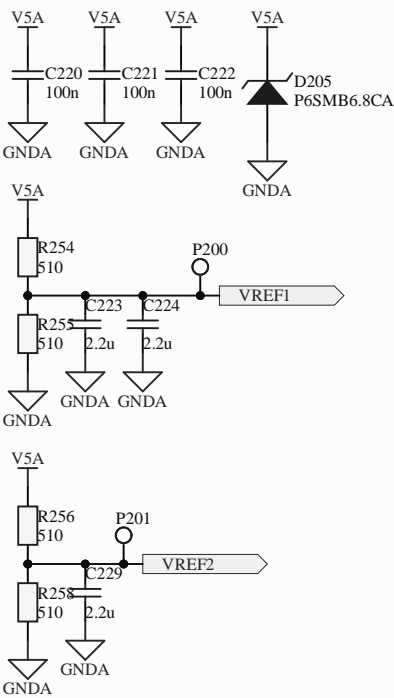 V5A V5A V5A V5A
C220 C221 C222 D205
100n 100n 100n P6SMB6.8CA
GNDA GNDA GNDA
GNDA
V5A
R254 P200
510
C223 C224 VREF1
R255
510 2.2u 2.2u
GNDA GNDA
GNDA
V5A
R256 P201
510
C229 VREF2
R258
510 2.2u
GNDA
GNDA